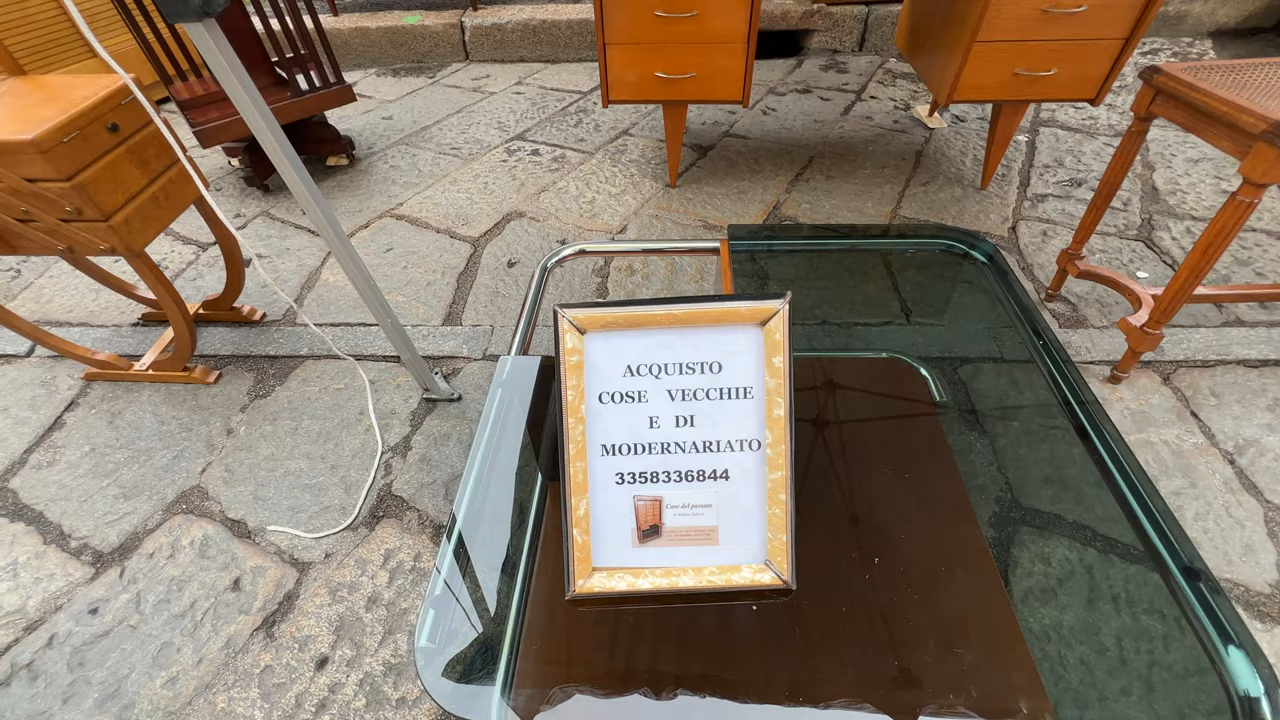 ACQUISTO
COSE VECCHIE
E DI
MODERNARIATO
3358336844
Cose del passato